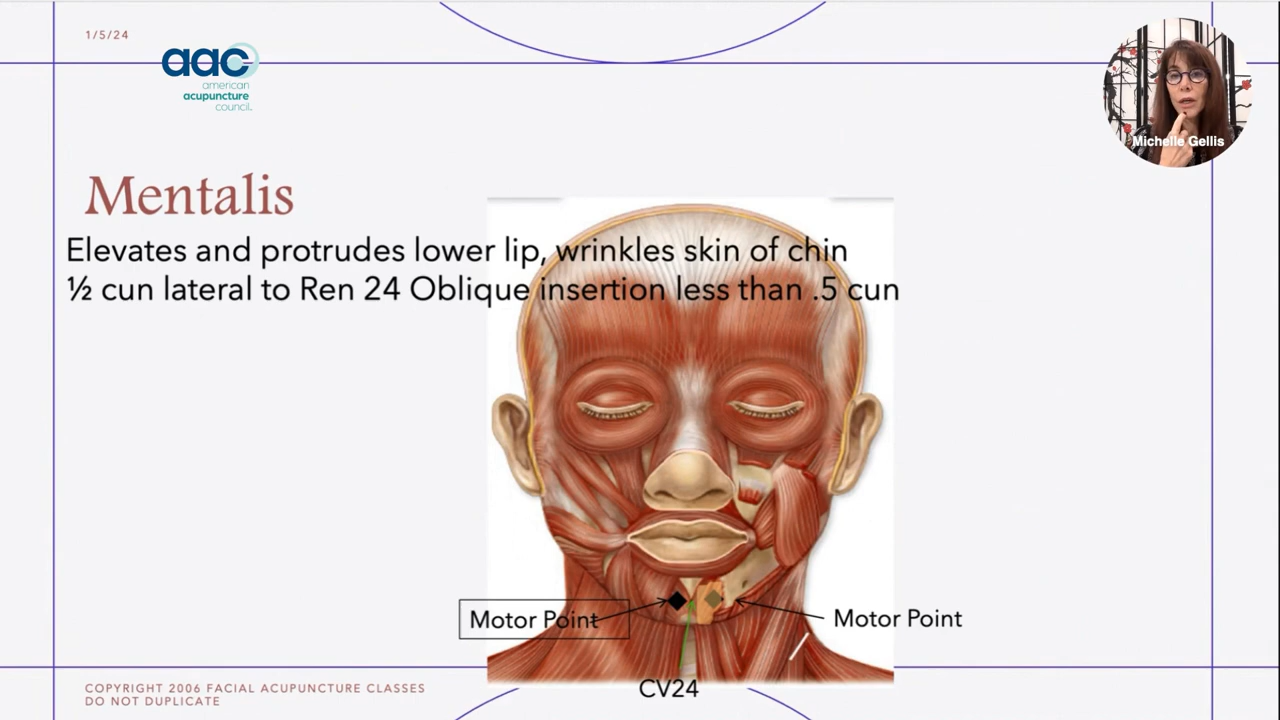 1/5/24
aac
american
acupuncture
council.
Michelle Gellis
Mentalis
Elevates and protrudes lower lip, wrinkles skin of chin
½ cun lateral to Ren 24 Oblique insertion less than .5 cun
Motor Point
Motor Point
CV24
COPYRIGHT 2006 FACIAL ACUPUNCTURE CLASSES
DO NOT DUPLICATE